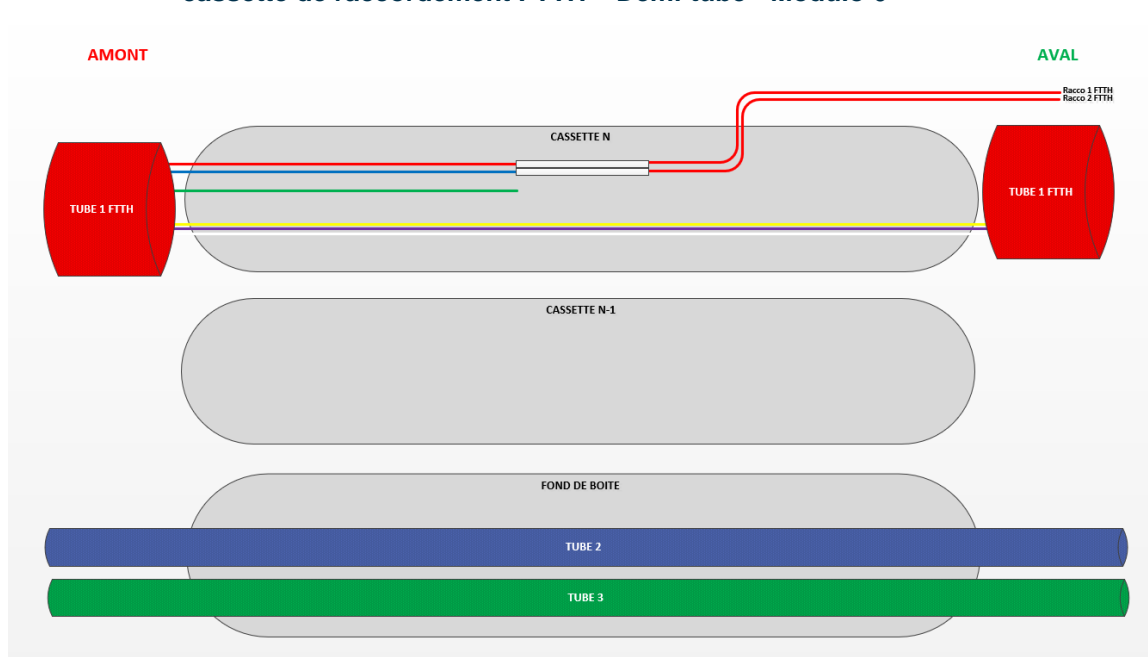 AMONT
AVAL
Racco 1 FTTH
Racco 2 FTTH
CASSETTE N
TUBE 1 FTTH
TUBE 1 FTTH
CASSETTE N-1
FOND DE BOITE
TUBE 2
TUBE 3